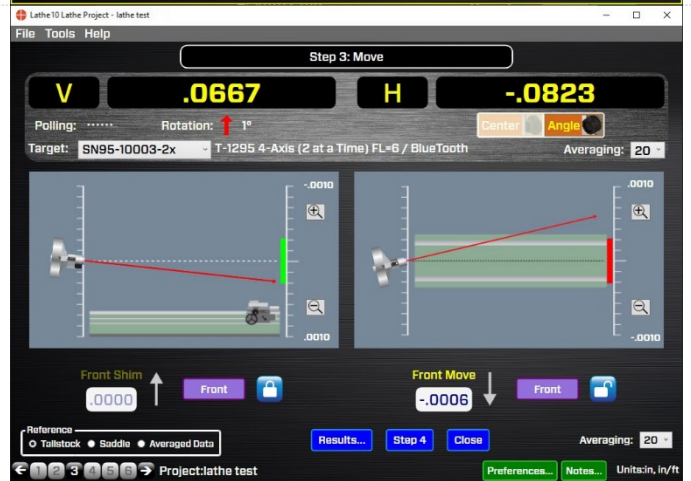 Lathe10 Lathe Project - lathe test
File Tools Help
Step 3: Move
V .0667 H -.0823
Polling: ...... Rotation: 1° Center Angle
Target: SN95-10003-2x T-1295 4-Axis (2 at a Time) FL=6 / BlueTooth Averaging: 20
-.0010 .0010
.0010 -.0010
Front Shim Front Move
.0000 Front -.0006 Front
Reference
Tailstock Saddle Averaged Data Results... Step 4 Close Averaging: 20
1 2 3 4 5 6 Project:lathe test Preferences... Notes... Units:in, in/ft